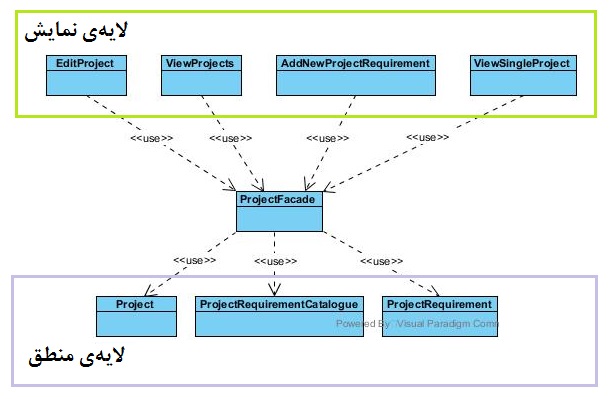 لایه‌ی نمایش
EditProject
ViewProjects
AddNewProjectRequirement
ViewSingleProject
<<use>>
<<use>>
<<use>>
<<use>>
ProjectFacade
<<use>>
<<use>>
<<use>>
Project
ProjectRequirementCatalogue
ProjectRequirement
Powered By Visual Paradigm Comn
لایه‌ی منطق